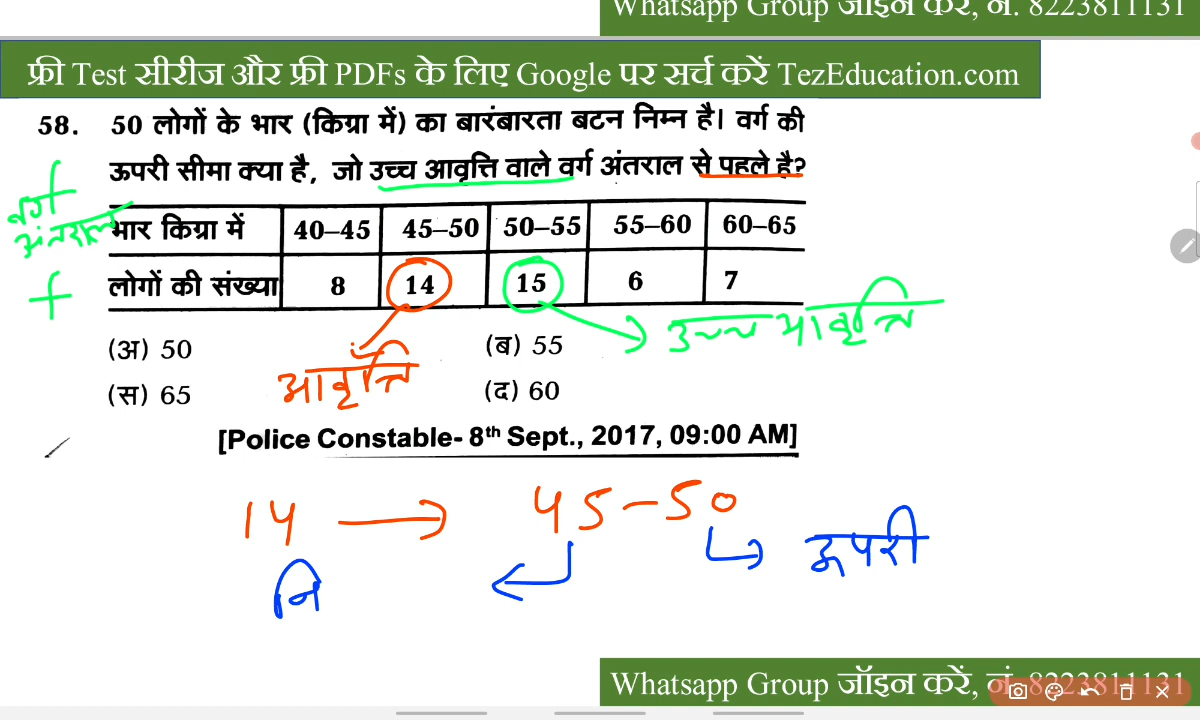 Whatsapp Group जॉइन करें, नं. 8223811131
फ्री Test सीरीज और फ्री PDFs के लिए Google पर सर्च करें TezEducation.com
58. 50 लोगों के भार (किग्रा में) का बारंबारता बटन निम्न है। वर्ग की
ऊपरी सीमा क्या है, जो उच्च आवृत्ति वाले वर्ग अंतराल से पहले है?
वर्ग
अंतराल
भार किग्रा में 40–45 45–50 50–55 55–60 60–65
लोगों की संख्या 8 14 15 6 7
उच्च आवृत्ति
(अ) 50 (ब) 55
आवृत्ति
(स) 65 (द) 60
[Police Constable- 8th Sept., 2017, 09:00 AM]
14 → 45-50
ऊपरी
नि
Whatsapp Group जॉइन करें, नं. 8223811131